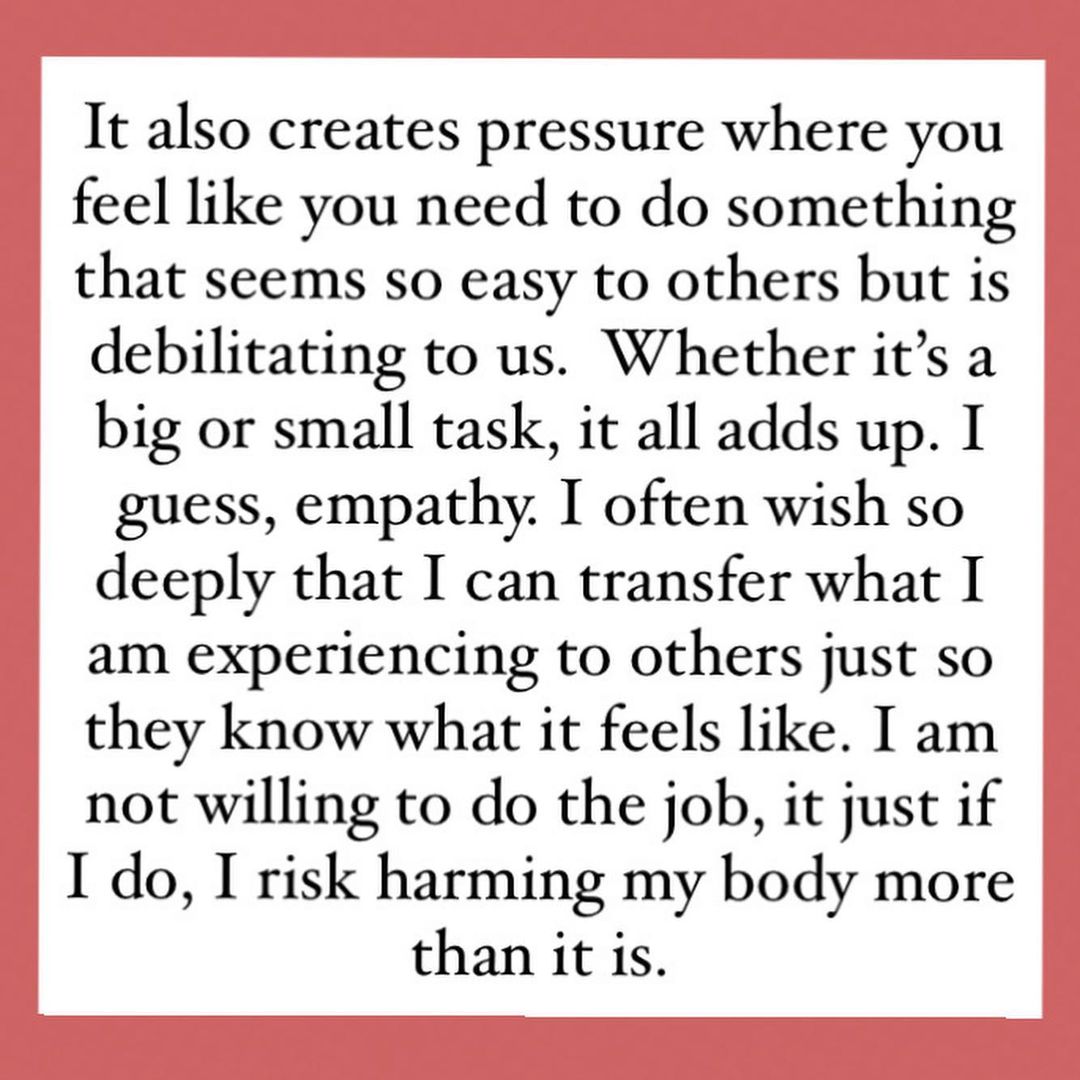 It also creates pressure where you
feel like you need to do something
that seems so easy to others but is
debilitating to us.  Whether it’s a
big or small task, it all adds up. I
guess, empathy. I often wish so
deeply that I can transfer what I
am experiencing to others just so
they know what it feels like. I am
not willing to do the job, it just if
I do, I risk harming my body more
than it is.